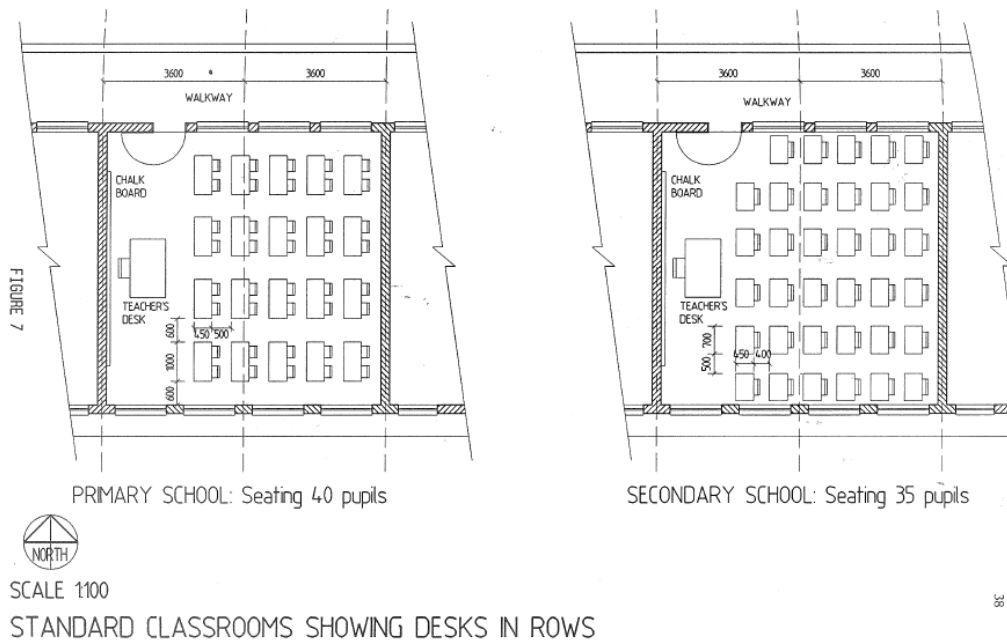 3600
3600
WALKWAY
CHALK
BOARD
TEACHER'S
DESK
450 500
600
1000
600
PRIMARY SCHOOL: Seating 40 pupils
3600
3600
WALKWAY
CHALK
BOARD
TEACHER'S
DESK
700
500
450 400
SECONDARY SCHOOL: Seating 35 pupils
FIGURE 7
NORTH
SCALE 1:100
38
STANDARD CLASSROOMS SHOWING DESKS IN ROWS